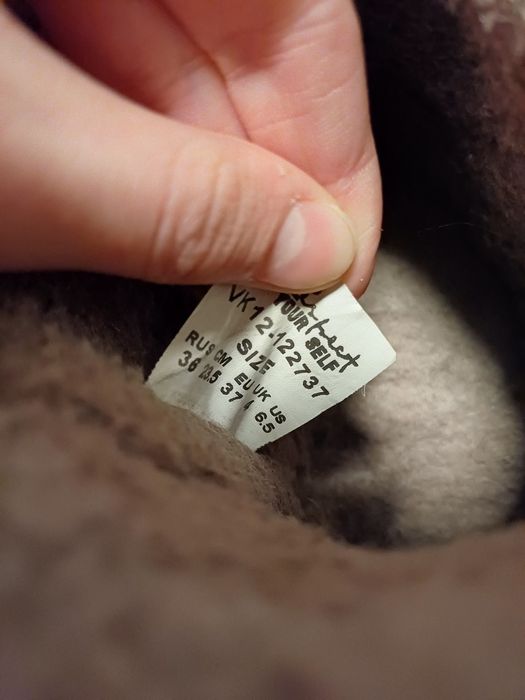 YOUR SELF
VK12-122737
SIZE
RUS CM EU UK US
36 23.5 37 4 6.5